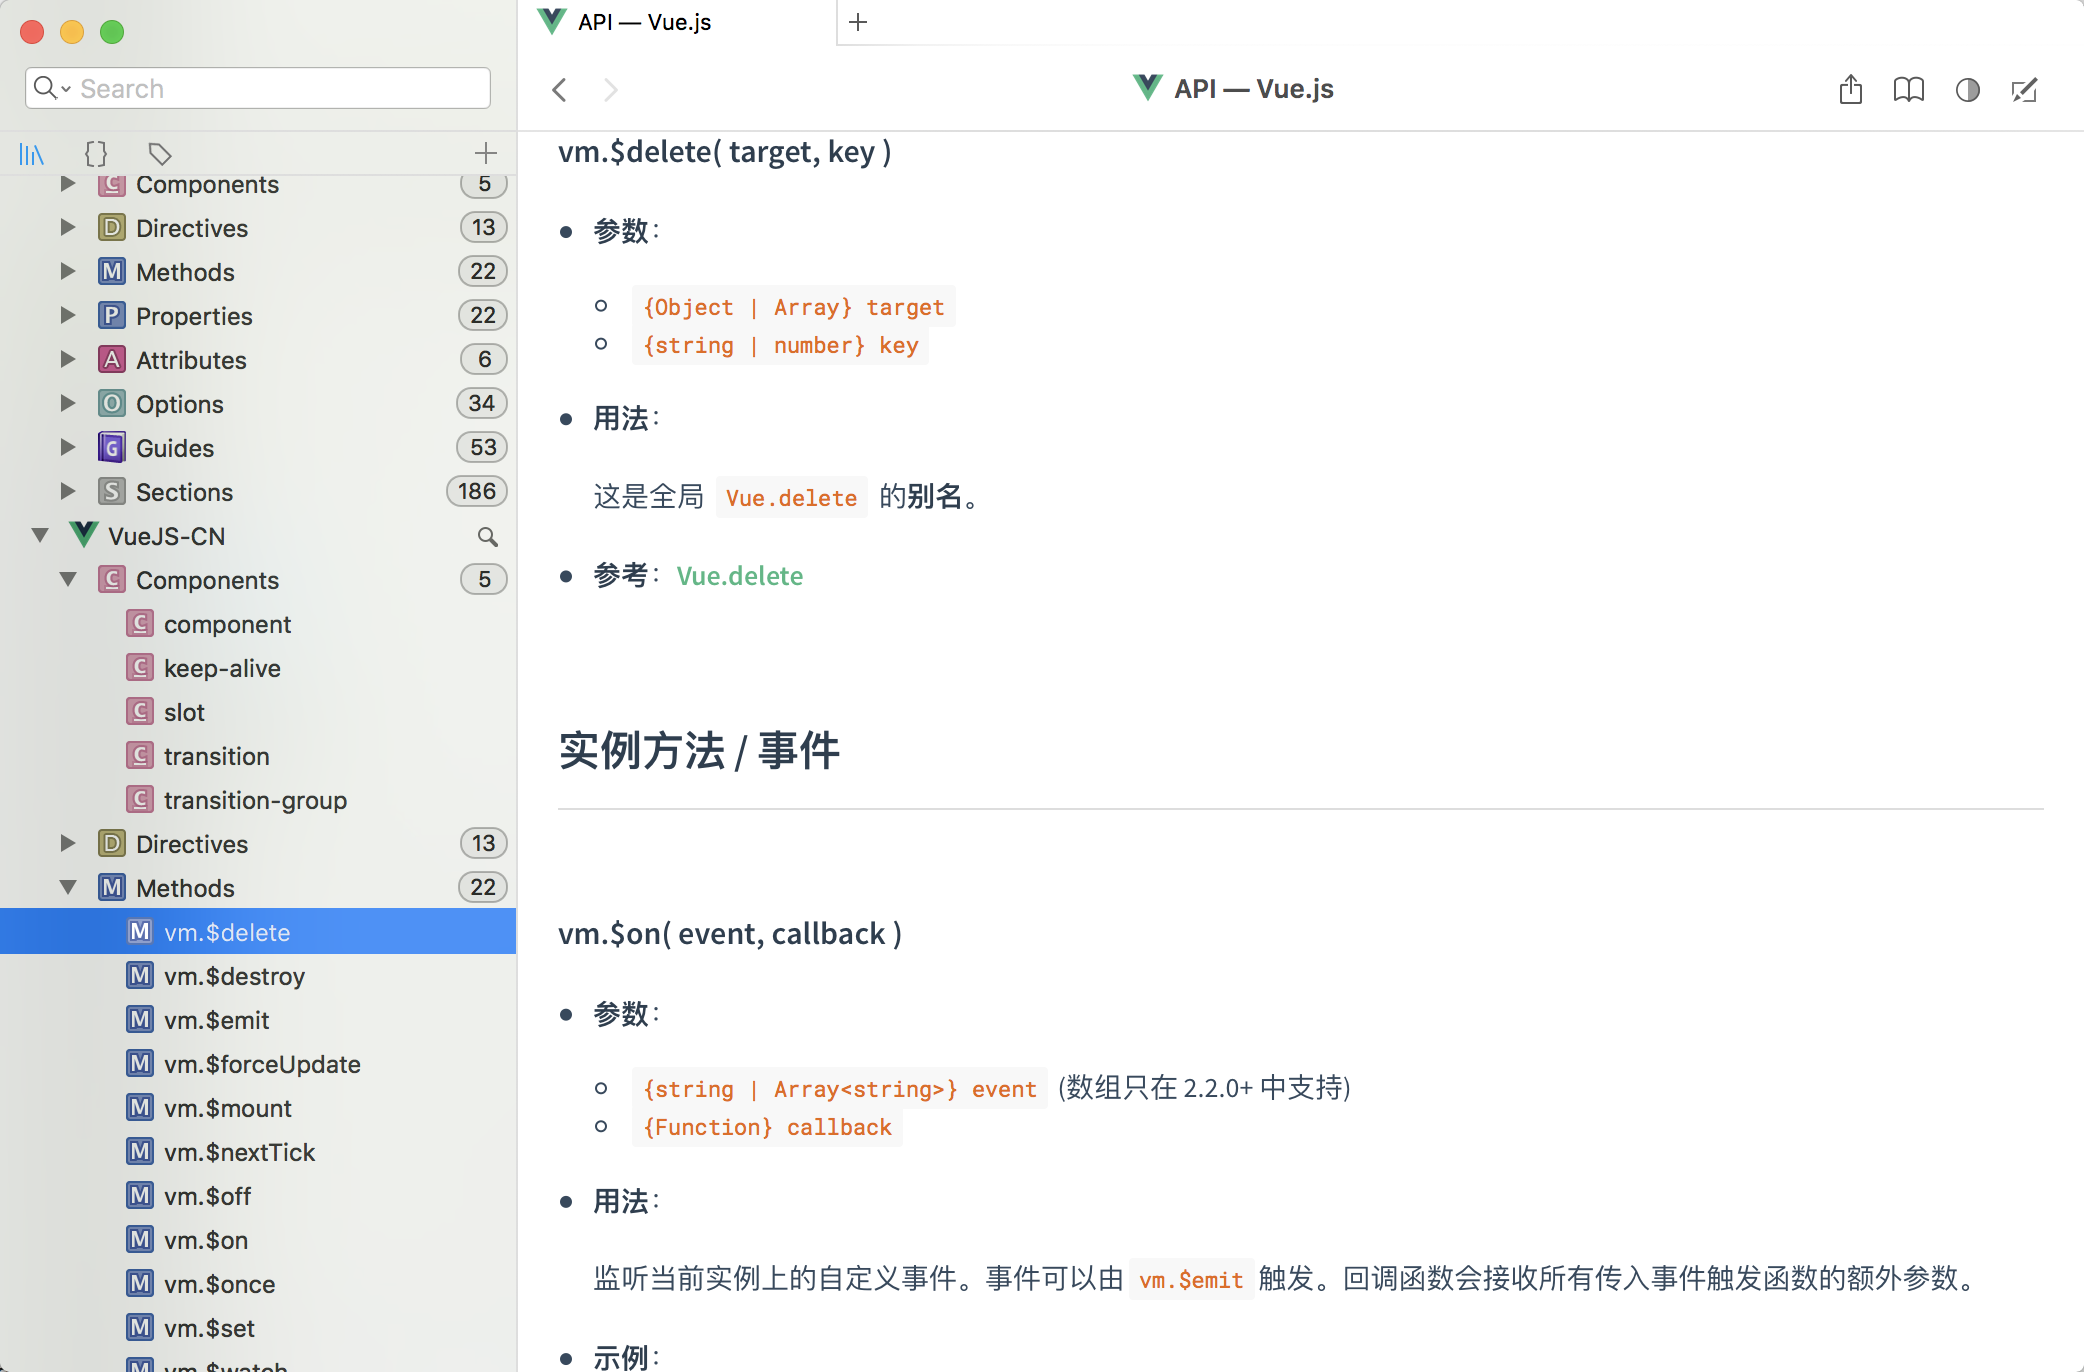 API — Vue.js
Search
API — Vue.js
Components 5
Directives 13
Methods 22
Properties 22
Attributes 6
Options 34
Guides 53
Sections 186
VueJS-CN
Components 5
component
keep-alive
slot
transition
transition-group
Directives 13
Methods 22
vm.$delete
vm.$destroy
vm.$emit
vm.$forceUpdate
vm.$mount
vm.$nextTick
vm.$off
vm.$on
vm.$once
vm.$set
vm.$watch
vm.$delete( target, key )
参数：
{Object | Array} target
{string | number} key
用法：
这是全局 Vue.delete 的别名。
参考：Vue.delete
实例方法 / 事件
vm.$on( event, callback )
参数：
{string | Array<string>} event (数组只在 2.2.0+ 中支持)
{Function} callback
用法：
监听当前实例上的自定义事件。事件可以由 vm.$emit 触发。回调函数会接收所有传入事件触发函数的额外参数。
示例：